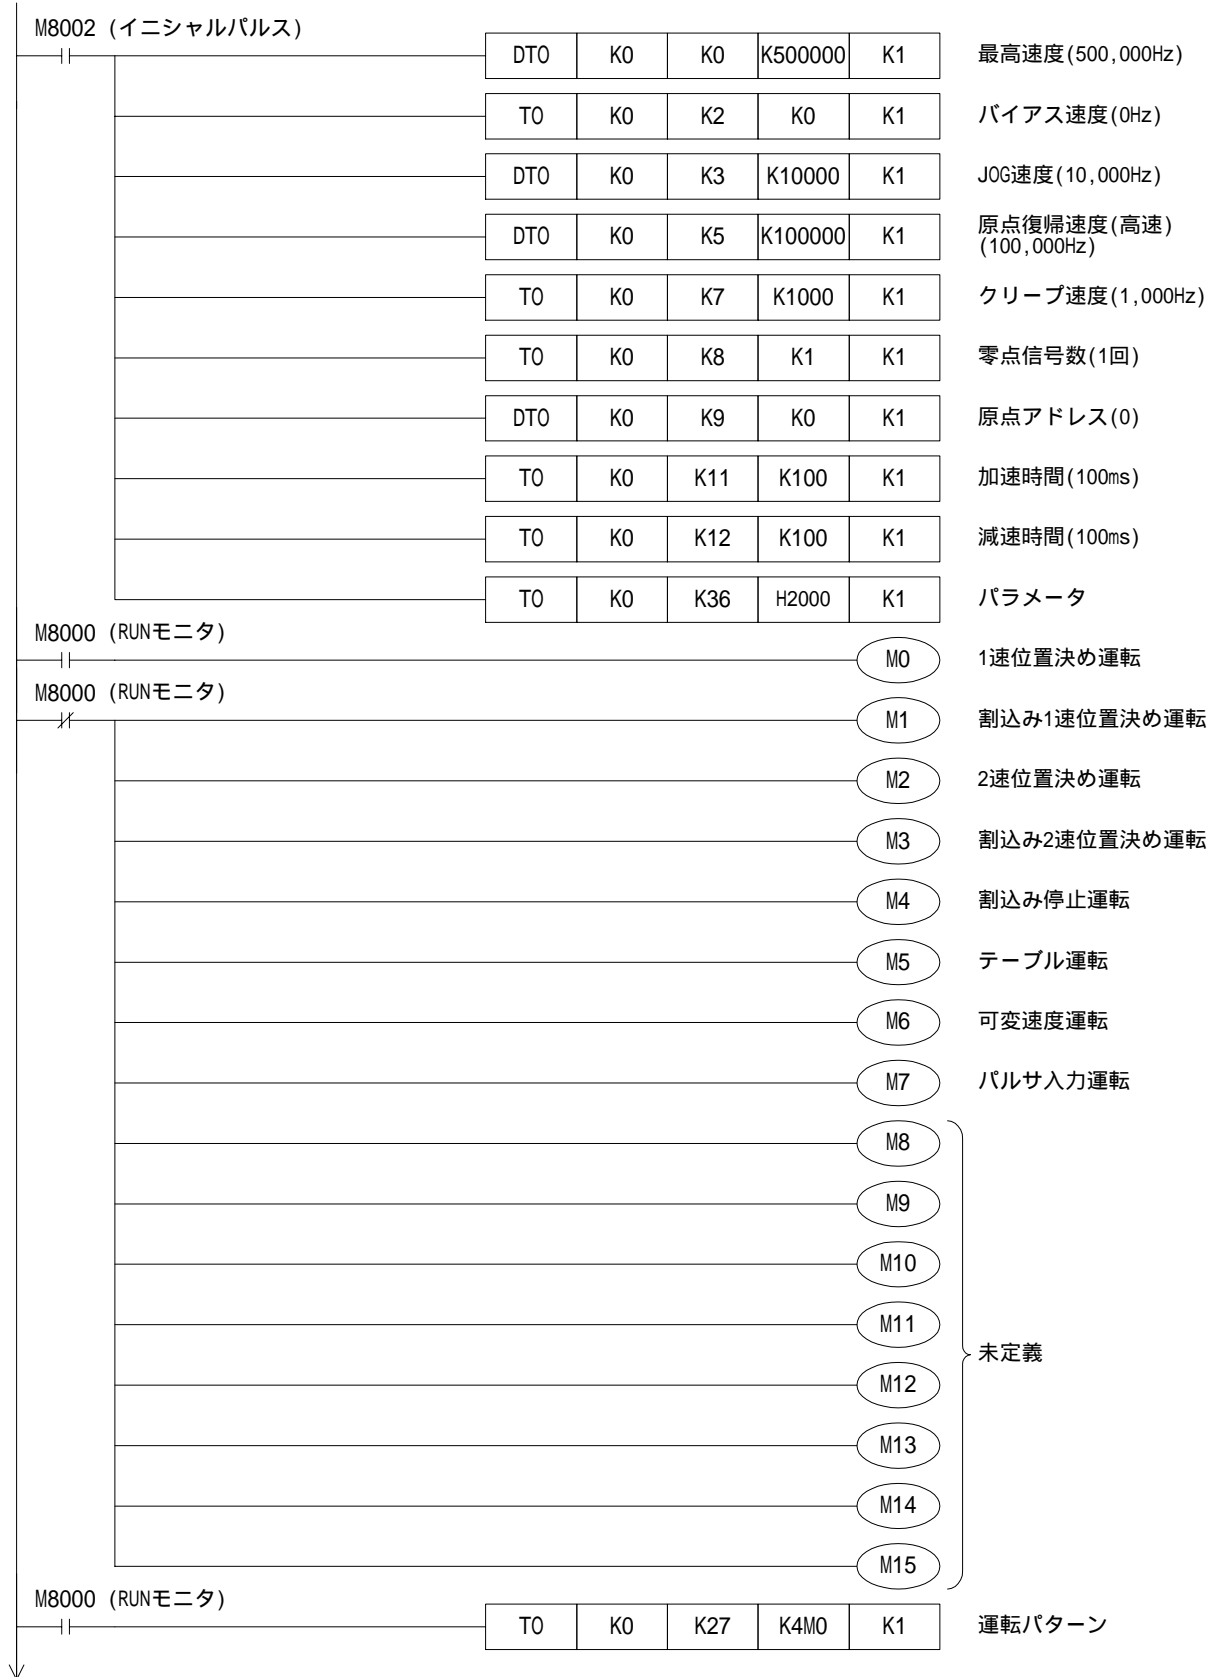 M8002 (イニシャルパルス)
DTO K0 K0 K500000 K1 最高速度(500,000Hz)
TO K0 K2 K0 K1 バイアス速度(0Hz)
DTO K0 K3 K10000 K1 JOG速度(10,000Hz)
DTO K0 K5 K100000 K1 原点復帰速度(高速)
(100,000Hz)
TO K0 K7 K1000 K1 クリープ速度(1,000Hz)
TO K0 K8 K1 K1 零点信号数(1回)
DTO K0 K9 K0 K1 原点アドレス(0)
TO K0 K11 K100 K1 加速時間(100ms)
TO K0 K12 K100 K1 減速時間(100ms)
TO K0 K36 H2000 K1 パラメータ
M8000 (RUNモニタ)
M0 1速位置決め運転
M8000 (RUNモニタ)
M1 割込み1速位置決め運転
M2 2速位置決め運転
M3 割込み2速位置決め運転
M4 割込み停止運転
M5 テーブル運転
M6 可変速度運転
M7 パルサ入力運転
M8
M9
M10
M11
未定義
M12
M13
M14
M15
M8000 (RUNモニタ)
TO K0 K27 K4M0 K1 運転パターン